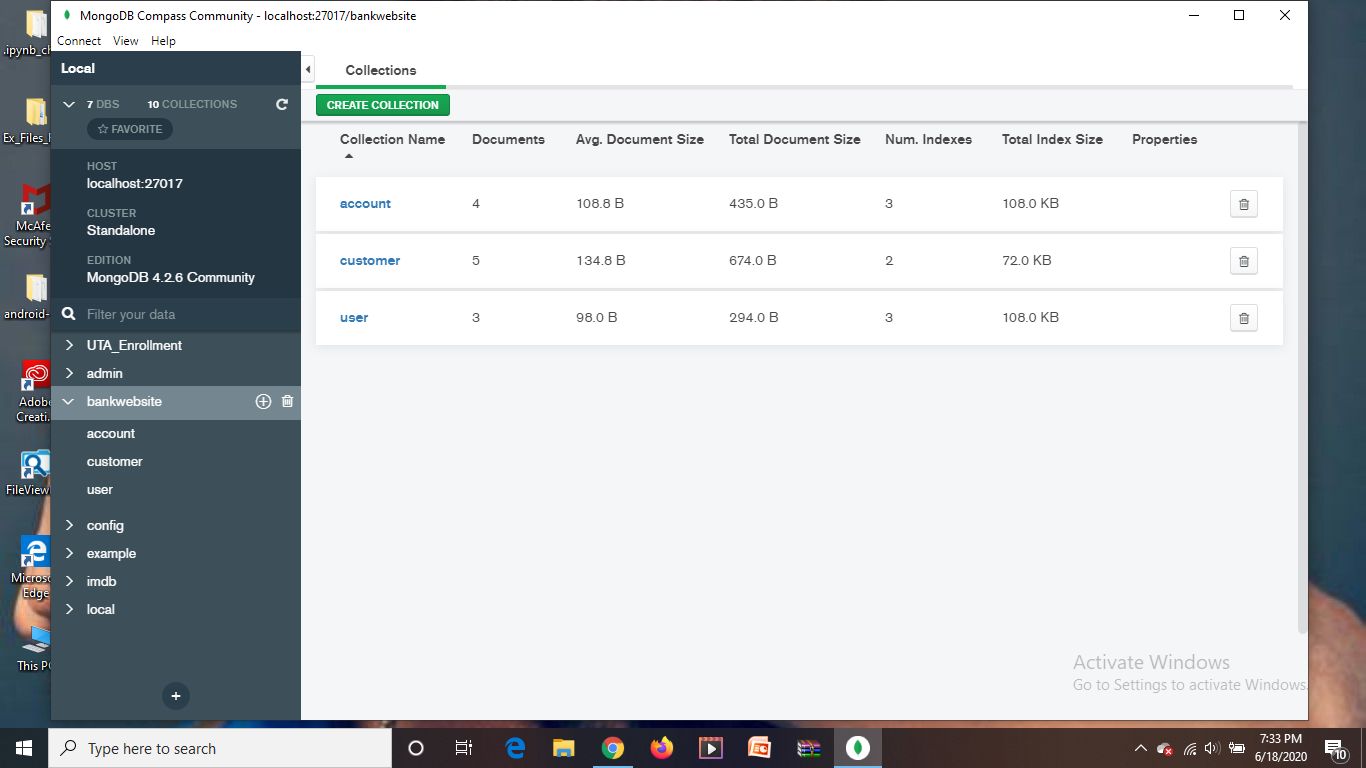 .ipynb_ch
Ex_Files_
McAfe
Security
android-
Adob
Creati.
FileView
Micros
Edge
This PC
MongoDB Compass Community - localhost:27017/bankwebsite
Connect View Help
Local
7 DBS 10 COLLECTIONS
FAVORITE
HOST
localhost:27017
CLUSTER
Standalone
EDITION
MongoDB 4.2.6 Community
Filter your data
UTA_Enrollment
admin
bankwebsite
account
customer
user
config
example
imdb
local
+
Collections
CREATE COLLECTION
Collection Name Documents Avg. Document Size Total Document Size Num. Indexes Total Index Size Properties
account 4 108.8 B 435.0 B 3 108.0 KB
customer 5 134.8 B 674.0 B 2 72.0 KB
user 3 98.0 B 294.0 B 3 108.0 KB
Activate Windows
Go to Settings to activate Windows.
Type here to search
7:33 PM
6/18/2020
10